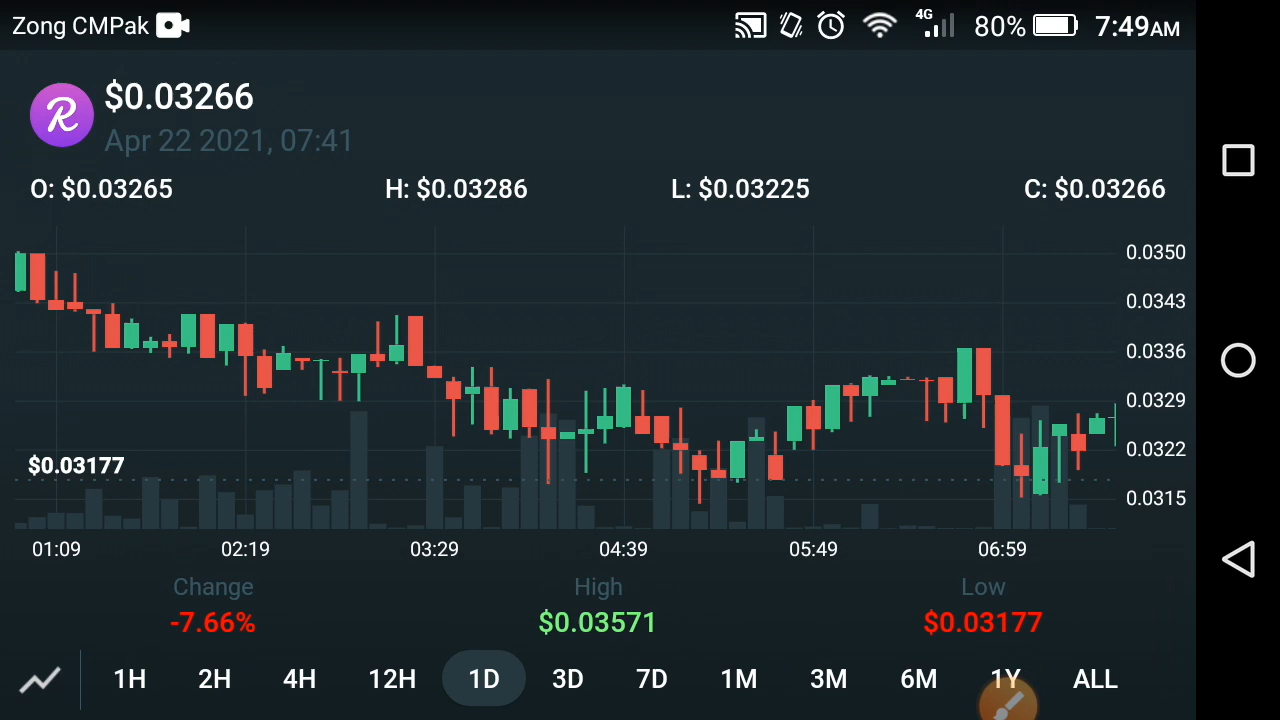 Zong CMPak 4G 80% 7:49AM
R $0.03266
Apr 22 2021, 07:41
O: $0.03265 H: $0.03286 L: $0.03225 C: $0.03266
0.0350
0.0343
0.0336
0.0329
0.0322
$0.03177
0.0315
01:09 02:19 03:29 04:39 05:49 06:59
Change High Low
-7.66% $0.03571 $0.03177
1H 2H 4H 12H 1D 3D 7D 1M 3M 6M 1Y ALL